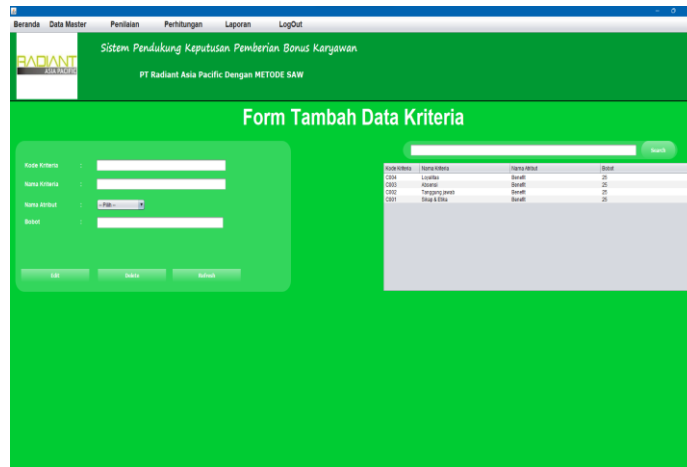 Beranda Data Master Penilaian Perhitungan Laporan LogOut
RADIANT
ASIA PACIFIC
Sistem Pendukung Keputusan Pemberian Bonus Karyawan
PT Radiant Asia Pacific Dengan METODE SAW
Form Tambah Data Kriteria
Search
Kode Kriteria :
Nama Kriteria :
Nama Atribut : -- Pilih --
Bobot :
Edit Delete Refresh
Kode Kriteria Nama Kriteria Nama Atribut Bobot
C004 Loyalitas Benefit 25
C003 Absensi Benefit 25
C002 Tanggung jawab Benefit 25
C001 Sikap & Etika Benefit 25